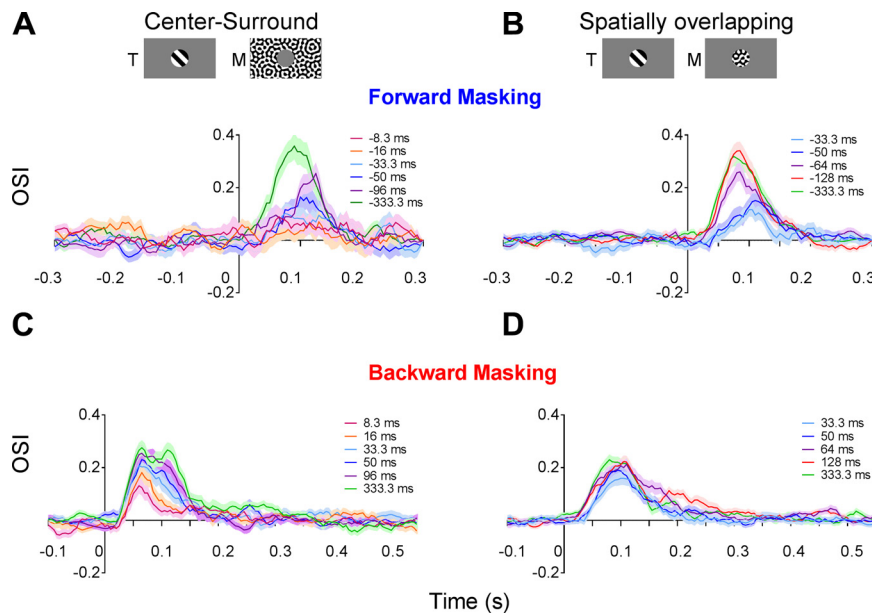 A Center-Surround
T M
B Spatially overlapping
T M
Forward Masking
OSI
0.4
0.2
-0.2
-0.3 -0.2 -0.1 0 0.1 0.2 0.3
-8.3 ms
-16 ms
-33.3 ms
-50 ms
-96 ms
-333.3 ms
0.4
0.2
-0.2
-0.3 -0.2 -0.1 0 0.1 0.2 0.3
-33.3 ms
-50 ms
-64 ms
-128 ms
-333.3 ms
C
D
Backward Masking
OSI
0.4
0.2
-0.2
-0.1 0 0.1 0.2 0.3 0.4 0.5
8.3 ms
16 ms
33.3 ms
50 ms
96 ms
333.3 ms
0.4
0.2
-0.2
-0.1 0 0.1 0.2 0.3 0.4 0.5
33.3 ms
50 ms
64 ms
128 ms
333.3 ms
Time (s)